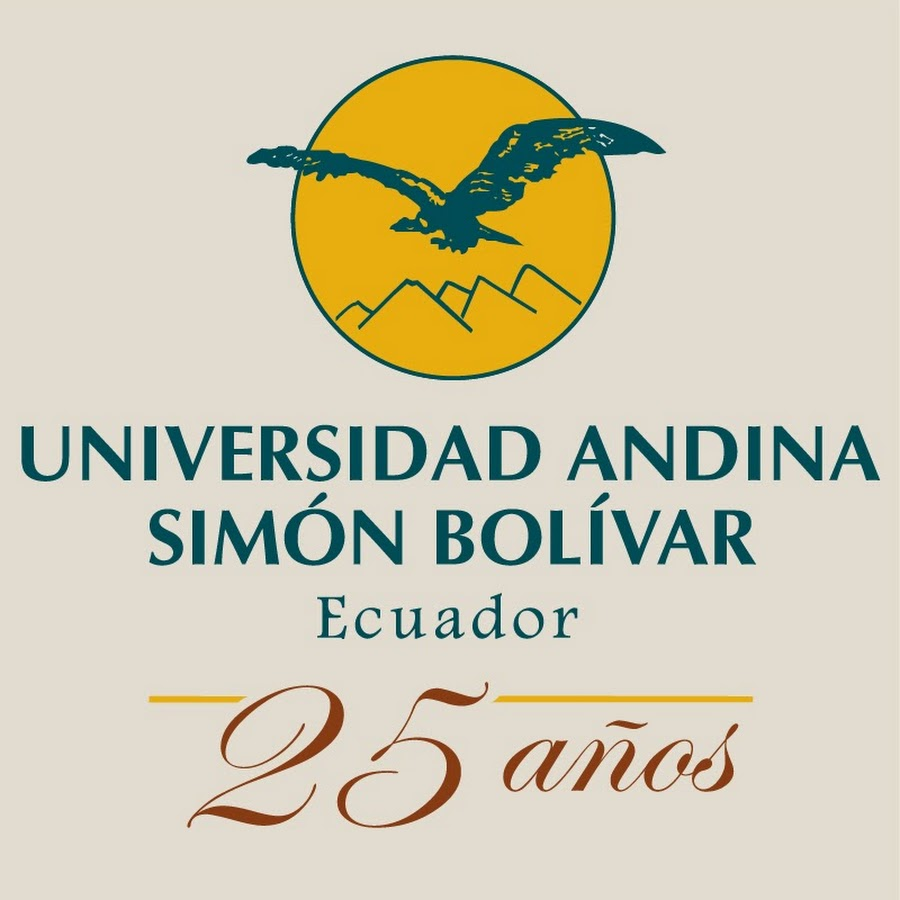 UNIVERSIDAD ANDINA
SIMÓN BOLÍVAR
Ecuador
25 años